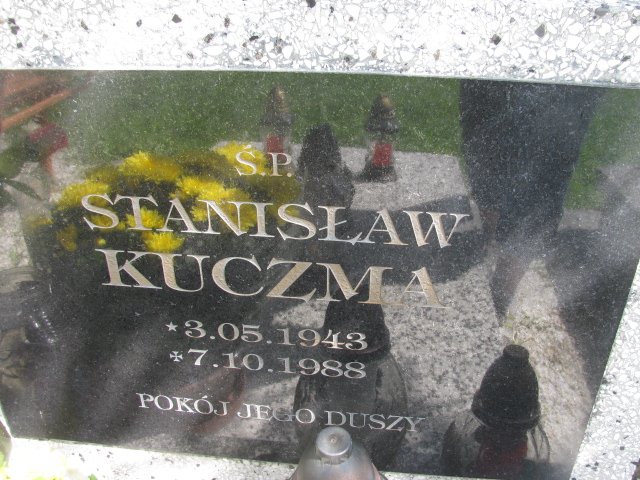 Ś.P.
STANISŁAW
KUCZMA
* 3.05.1943
✝ 7.10.1988
POKÓJ JEGO DUSZY